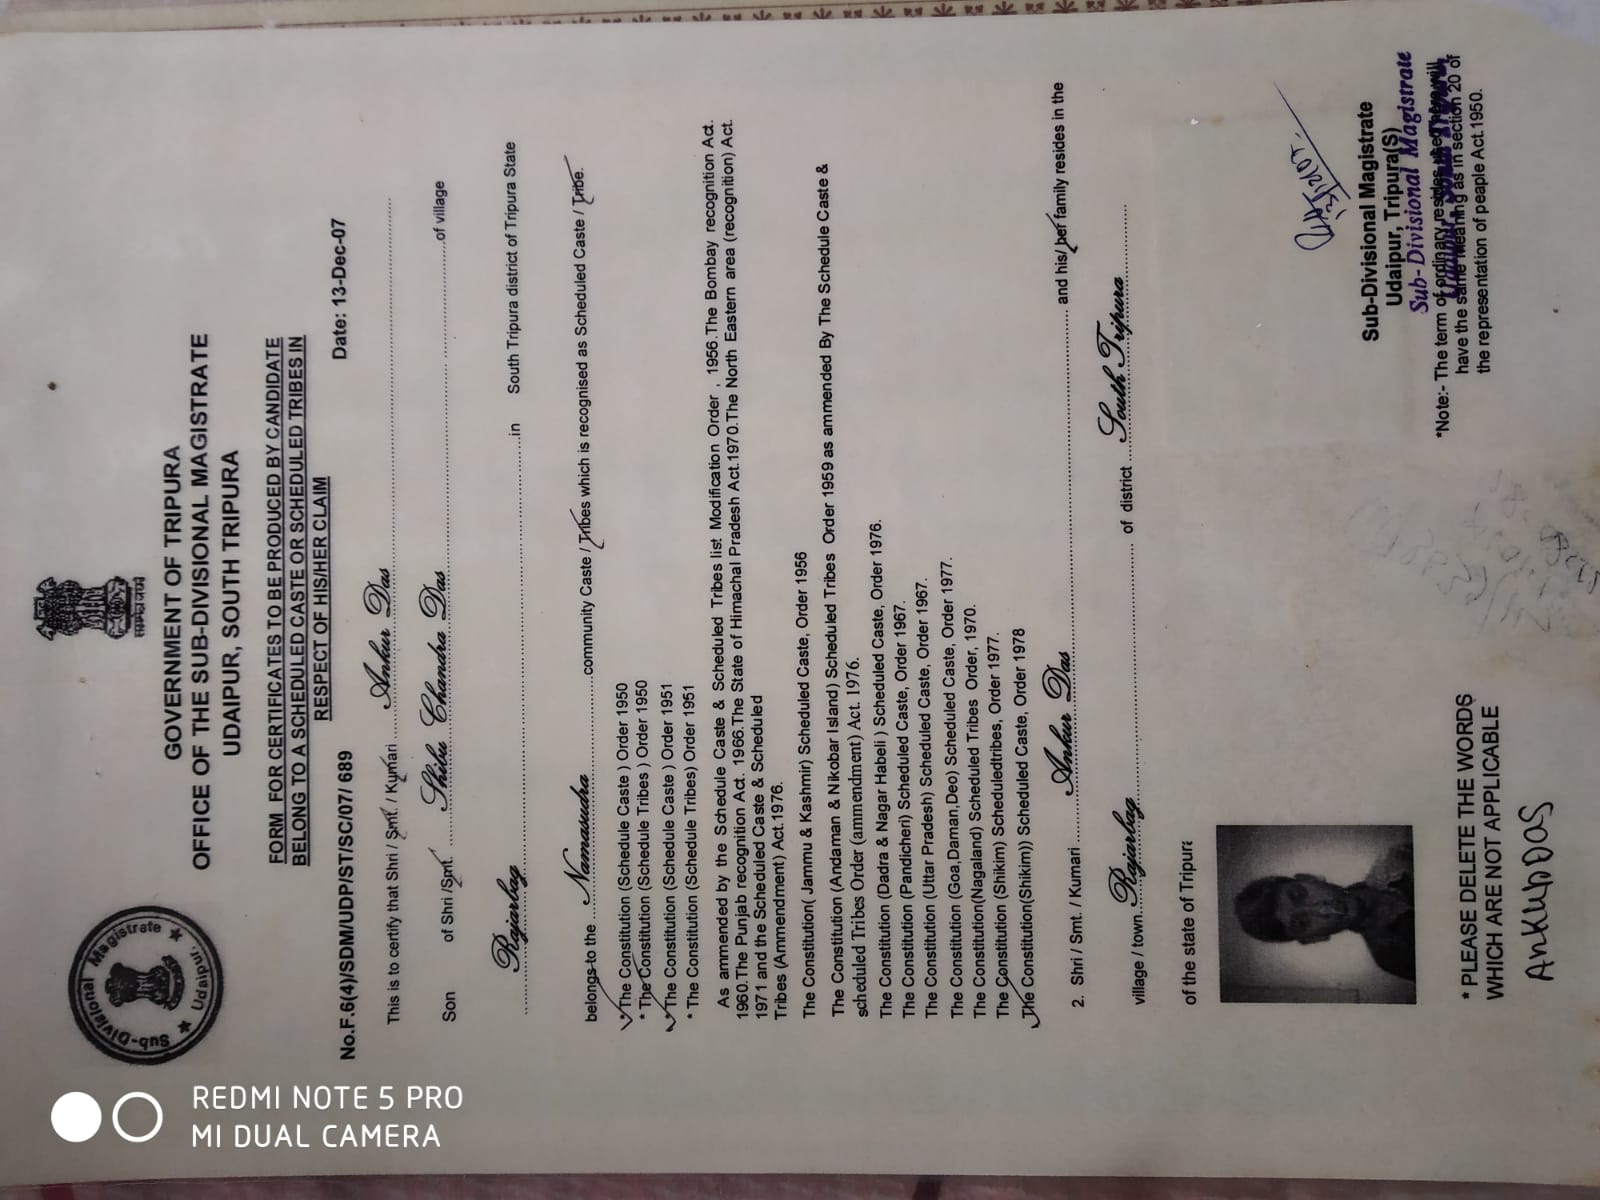 सत्यमेव जयते
Sub-Divisional Magistrate
★ Udaipur. ★
GOVERNMENT OF TRIPURA
OFFICE OF THE SUB-DIVISIONAL MAGISTRATE
UDAIPUR, SOUTH TRIPURA
FORM FOR CERTIFICATES TO BE PRODUCED BY CANDIDATE
BELONG TO A SCHEDULED CASTE OR SCHEDULED TRIBES IN
RESPECT OF HIS/HER CLAIM
No.F.6(4)/SDM/UDP/ST/SC/07/ 689 Date: 13-Dec-07
This is to certify that Shri / Smt. / Kumari ........ Ankur Das ........
Son of Shri /Smt. ........ Shibu Chandra Das ........ of village
........ Rajarbag ........ in South Tripura district of Tripura State
belongs to the ... Namasudra ........ community Caste / Tribes which is recognised as Scheduled Caste / Tribe.
*The Constitution (Schedule Caste ) Order 1950
* The Constitution (Schedule Tribes ) Order 1950
*The Constitution (Schedule Caste ) Order 1951
* The Constitution (Schedule Tribes) Order 1951
As ammended by the Schedule Caste & Scheduled Tribes list Modification Order , 1956.The Bombay recognition Act.
1960.The Punjab recognition Act. 1966.The State of Himachal Pradesh Act.1970.The North Eastern area (recognition) Act.
1971 and the Scheduled Caste & Scheduled
Tribes (Ammendment) Act.1976.
The Constitution( Jammu & Kashmir) Scheduled Caste, Order 1956
The Constitution (Andaman & Nikobar Island) Scheduled Tribes Order 1959 as ammended By The Schedule Caste &
scheduled Tribes Order (ammendment) Act. 1976.
The Constitution (Dadra & Nagar Habeli ) Scheduled Caste, Order 1976.
The Constitution (Pandicheri) Scheduled Caste, Order 1967.
The Constitution (Uttar Pradesh) Scheduled Caste, Order 1967.
The Constitution (Goa,Daman,Deo) Scheduled Caste, Order 1977.
The Constitution(Nagaland) Scheduled Tribes Order, 1970.
The Constitution (Shikim) Scheduledtribes, Order 1977.
The Constitution(Shikim)) Scheduled Caste, Order 1978
2. Shri / Smt. / Kumari ........ Ankur Das ........ and his/ her family resides in the
village / town... Rajarbag ........ of district .... South Tripura ........
of the state of Tripura
13/12/07
Sub-Divisional Magistrate
Udaipur, Tripura(S)
Sub-Divisional Magistrate
Udaipur, South Tripura
*Note:- The term of ordinary resides used here will
have the same meaning as in section 20 of
the representation of peaple Act.1950.
* PLEASE DELETE THE WORDS
WHICH ARE NOT APPLICABLE
Ankur Das
REDMI NOTE 5 PRO
MI DUAL CAMERA